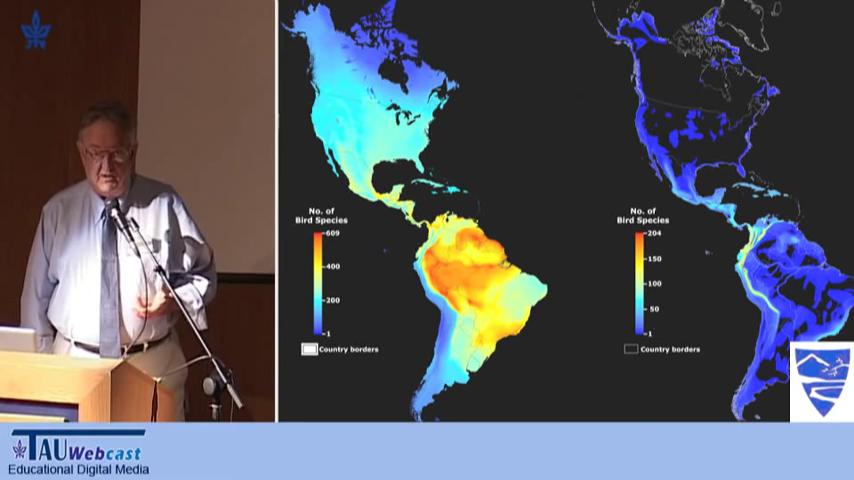 No. of
Bird Species
609
400
200
1
Country borders
No. of
Bird Species
204
150
100
50
1
Country borders
TAUWebcast
Educational Digital Media